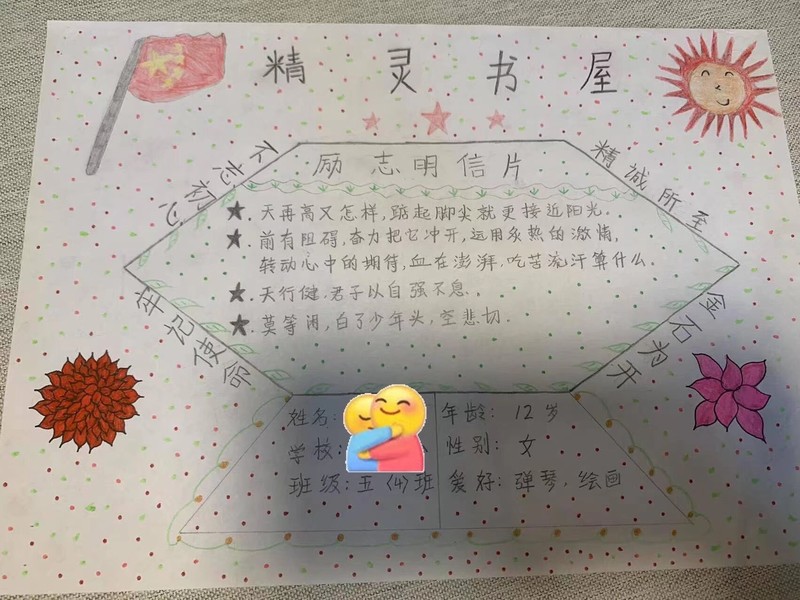 精灵书屋
励志明信片
不忘初心
牢记使命
精诚所至
金石为开
★.天再高又怎样,踮起脚尖就更接近阳光.
★.前有阻碍,奋力把它冲开,运用炙热的激情,
转动心中的期待,血在澎湃.吃苦流汗算什么.
★.天行健.君子以自强不息.
★.莫等闲,白了少年头,空悲切.
姓名:
年龄: 12岁
学校:
性别: 女
班级:五〈4〉班
爱好:弹琴.绘画